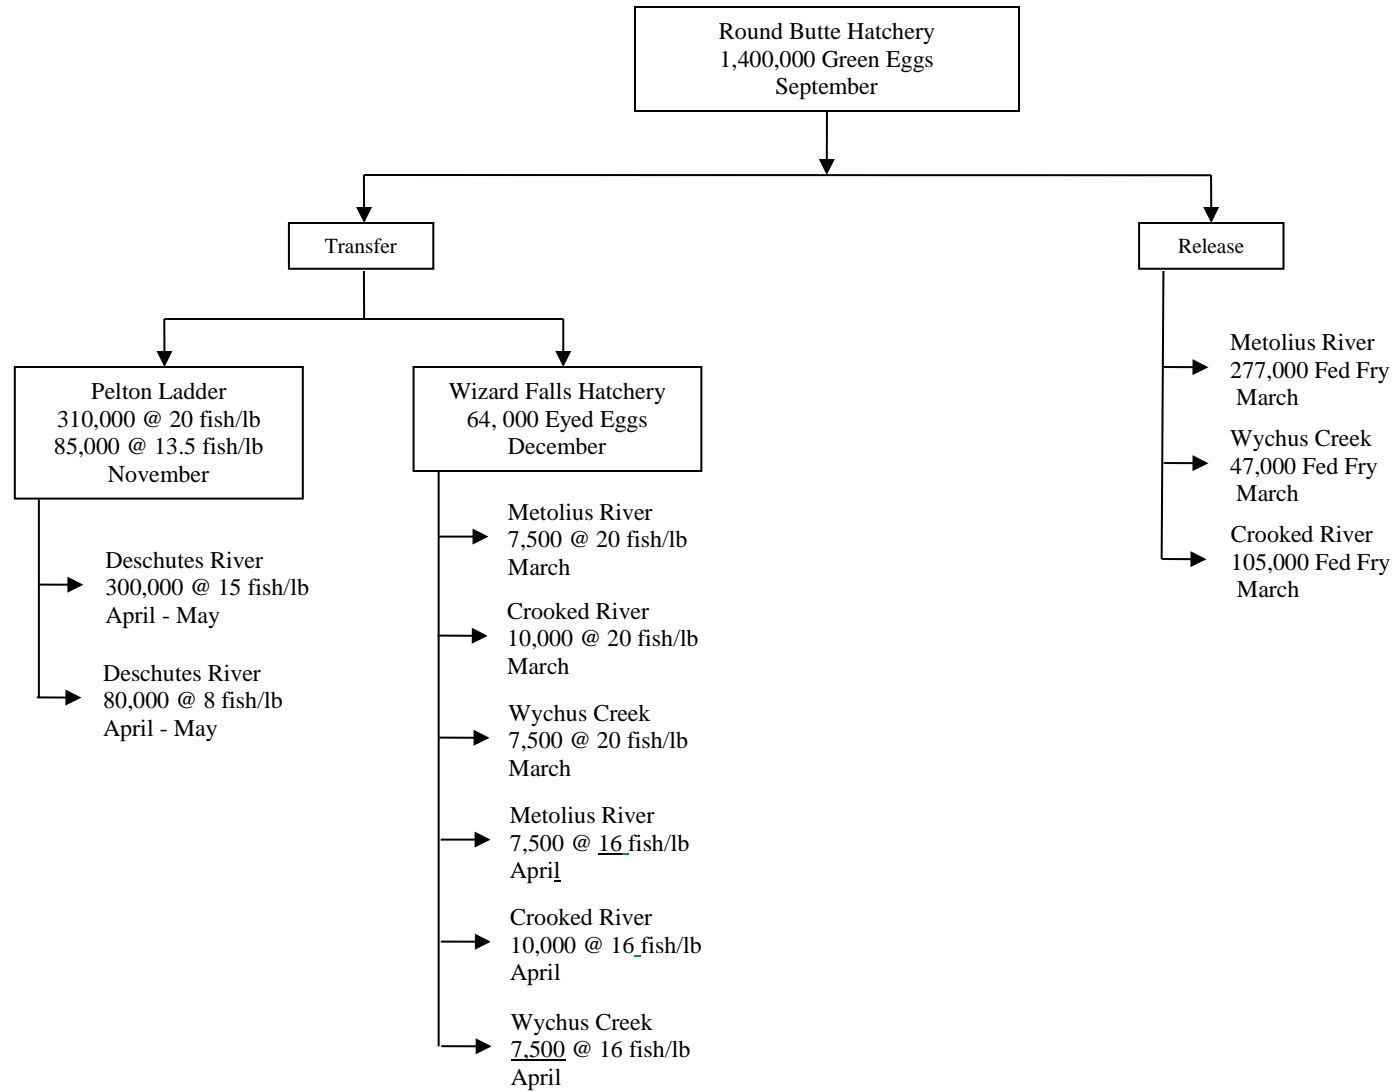 Round Butte Hatchery
1,400,000 Green Eggs
September
Transfer
Release
Pelton Ladder
310,000 @ 20 fish/lb
85,000 @ 13.5 fish/lb
November
Deschutes River
300,000 @ 15 fish/lb
April - May
Deschutes River
80,000 @ 8 fish/lb
April - May
Wizard Falls Hatchery
64, 000 Eyed Eggs
December
Metolius River
7,500 @ 20 fish/lb
March
Crooked River
10,000 @ 20 fish/lb
March
Wychus Creek
7,500 @ 20 fish/lb
March
Metolius River
7,500 @ 16 fish/lb
April
Crooked River
10,000 @ 16 fish/lb
April
Wychus Creek
7,500 @ 16 fish/lb
April
Metolius River
277,000 Fed Fry
March
Wychus Creek
47,000 Fed Fry
March
Crooked River
105,000 Fed Fry
March